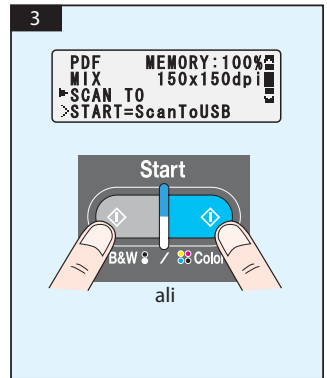 3
PDF MEMORY:100%
MIX 150x150dpi
SCAN TO
>START=ScanToUSB
Start
B&W / Color
ali